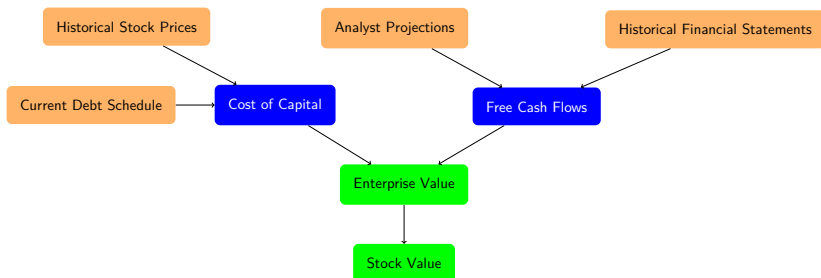 Historical Stock Prices
Analyst Projections
Historical Financial Statements
Current Debt Schedule
Cost of Capital
Free Cash Flows
Enterprise Value
Stock Value